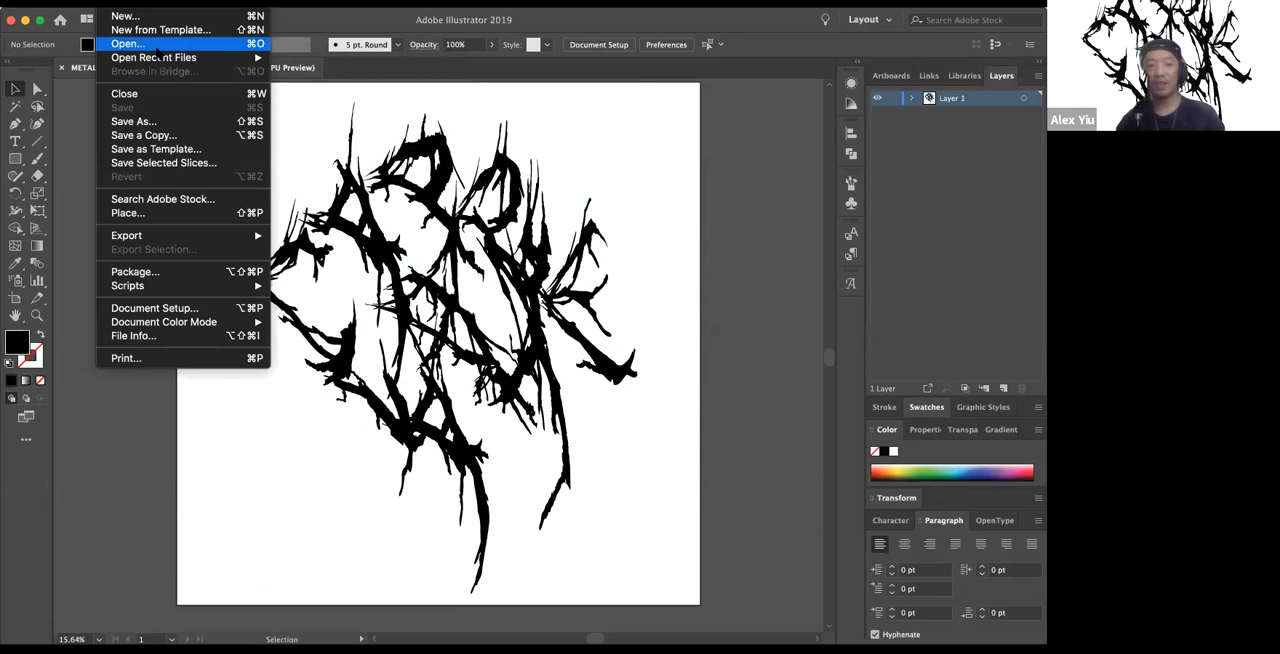 New... ⌘N
Adobe Illustrator 2019
Layout
Search Adobe Stock
New from Template... ⇧⌘N
No Selection
Open... ⌘O
5 pt. Round
Opacity: 100%
Style:
Document Setup
Preferences
Open Recent Files
METAL
PU Preview)
Browse in Bridge... ⌥⌘O
Artboards Links Libraries Layers
Close ⌘W
Layer 1
Save ⌘S
Save As... ⇧⌘S
Alex Yiu
Save a Copy... ⌥⌘S
Save as Template...
Save Selected Slices...
Revert ⌥⌘Z
Search Adobe Stock...
Place... ⇧⌘P
Export
Export Selection...
Package... ⌥⇧⌘P
Scripts
Document Setup... ⌥⌘P
Document Color Mode
File Info... ⌥⇧⌘I
Print... ⌘P
1 Layer
Stroke Swatches Graphic Styles
Color Properti Transpa Gradient
Transform
Character Paragraph OpenType
0 pt 0 pt
0 pt
0 pt 0 pt
Hyphenate
15.64% 1 Selection